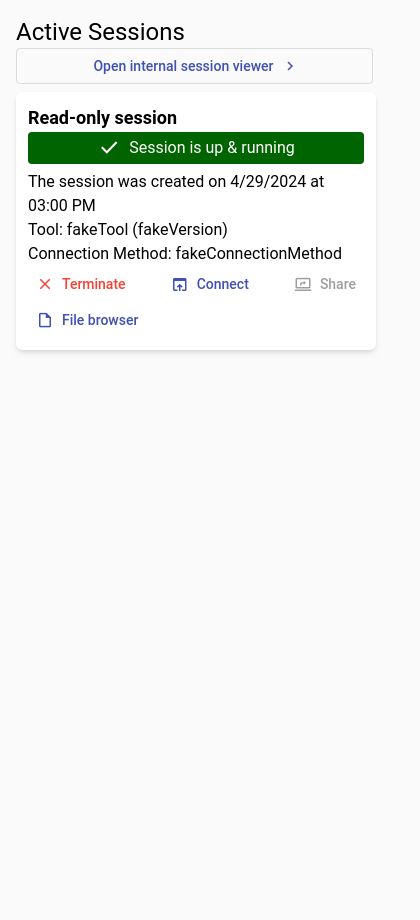 Active Sessions
Open internal session viewer
Read-only session
Session is up & running
The session was created on 4/29/2024 at
03:00 PM
Tool: fakeTool (fakeVersion)
Connection Method: fakeConnectionMethod
Terminate Connect Share
File browser